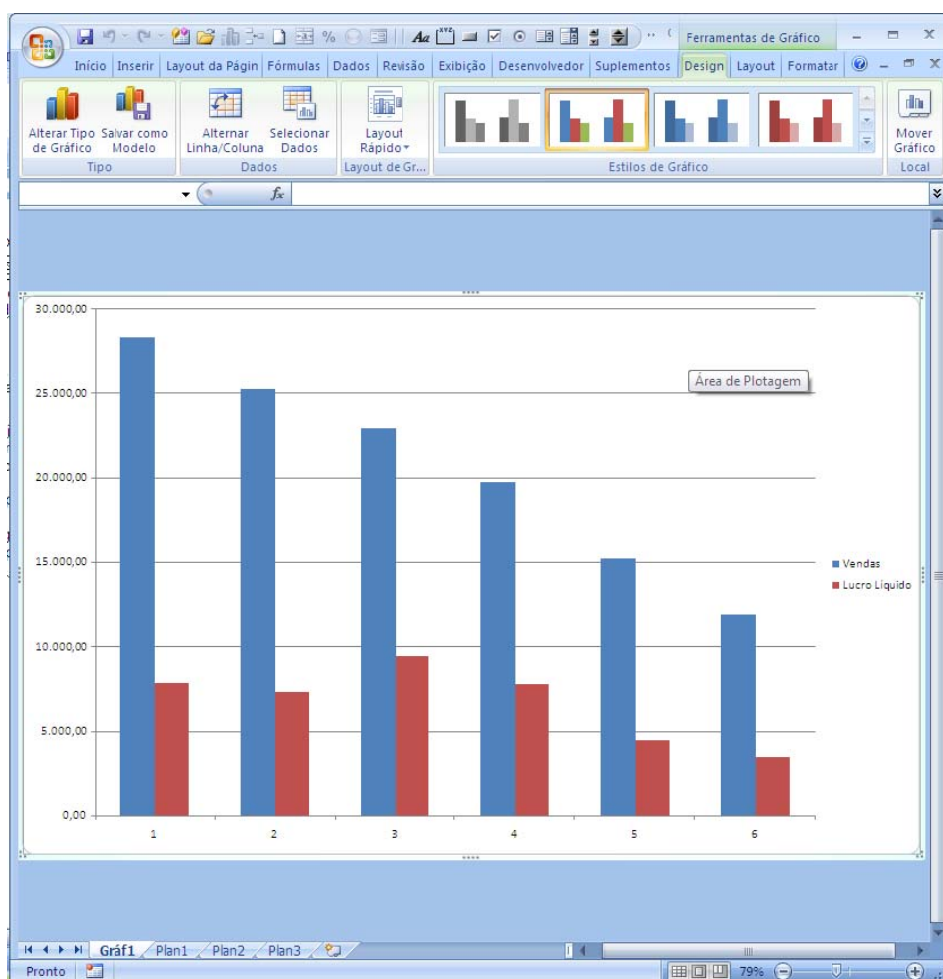 Ferramentas de Gráfico
Início Inserir Layout da Págin Fórmulas Dados Revisão Exibição Desenvolvedor Suplementos Design Layout Formatar
Alterar Tipo de Gráfico
Salvar como Modelo
Alternar Linha/Coluna
Selecionar Dados
Layout Rápido
Mover Gráfico
Tipo Dados Layout de Gr... Estilos de Gráfico Local
fx
30.000,00
Área de Plotagem
25.000,00
20.000,00
15.000,00
Vendas
Lucro Líquido
10.000,00
5.000,00
0,00
1 2 3 4 5 6
Gráf1 Plan1 Plan2 Plan3
Pronto 79%